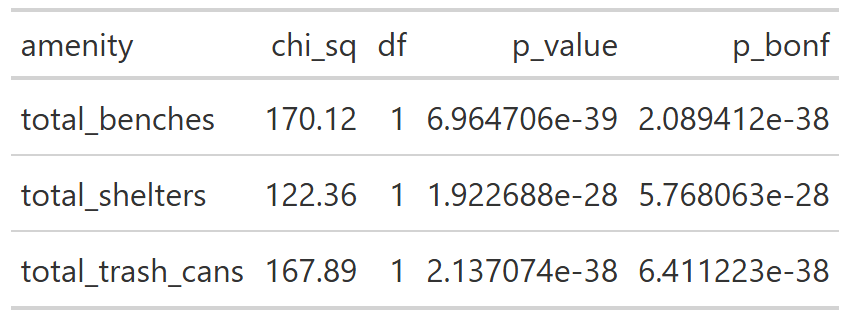 amenity chi_sq df p_value p_bonf
total_benches 170.12 1 6.964706e-39 2.089412e-38
total_shelters 122.36 1 1.922688e-28 5.768063e-28
total_trash_cans 167.89 1 2.137074e-38 6.411223e-38